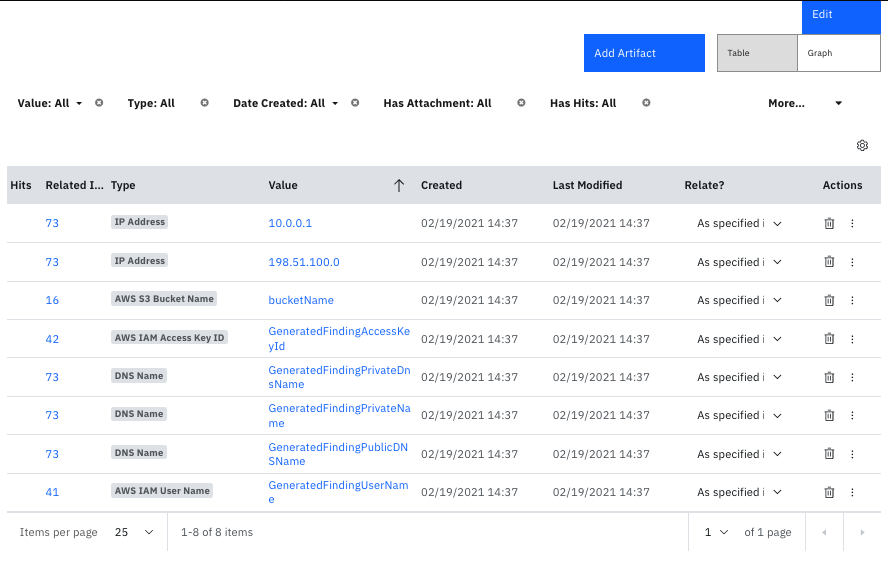 Edit
Add Artifact
Table
Graph
Value: All
Type: All
Date Created: All
Has Attachment: All
Has Hits: All
More...
Hits Related I... Type Value Created Last Modified Relate? Actions
73 IP Address 10.0.0.1 02/19/2021 14:37 02/19/2021 14:37 As specified i
73 IP Address 198.51.100.0 02/19/2021 14:37 02/19/2021 14:37 As specified i
16 AWS S3 Bucket Name bucketName 02/19/2021 14:37 02/19/2021 14:37 As specified i
42 AWS IAM Access Key ID GeneratedFindingAccessKe 02/19/2021 14:37 02/19/2021 14:37 As specified i
yId
73 DNS Name GeneratedFindingPrivateDn 02/19/2021 14:37 02/19/2021 14:37 As specified i
sName
73 DNS Name GeneratedFindingPrivateNa 02/19/2021 14:37 02/19/2021 14:37 As specified i
me
73 DNS Name GeneratedFindingPublicDN 02/19/2021 14:37 02/19/2021 14:37 As specified i
SName
41 AWS IAM User Name GeneratedFindingUserNam 02/19/2021 14:37 02/19/2021 14:37 As specified i
e
Items per page 25 1-8 of 8 items 1 of 1 page